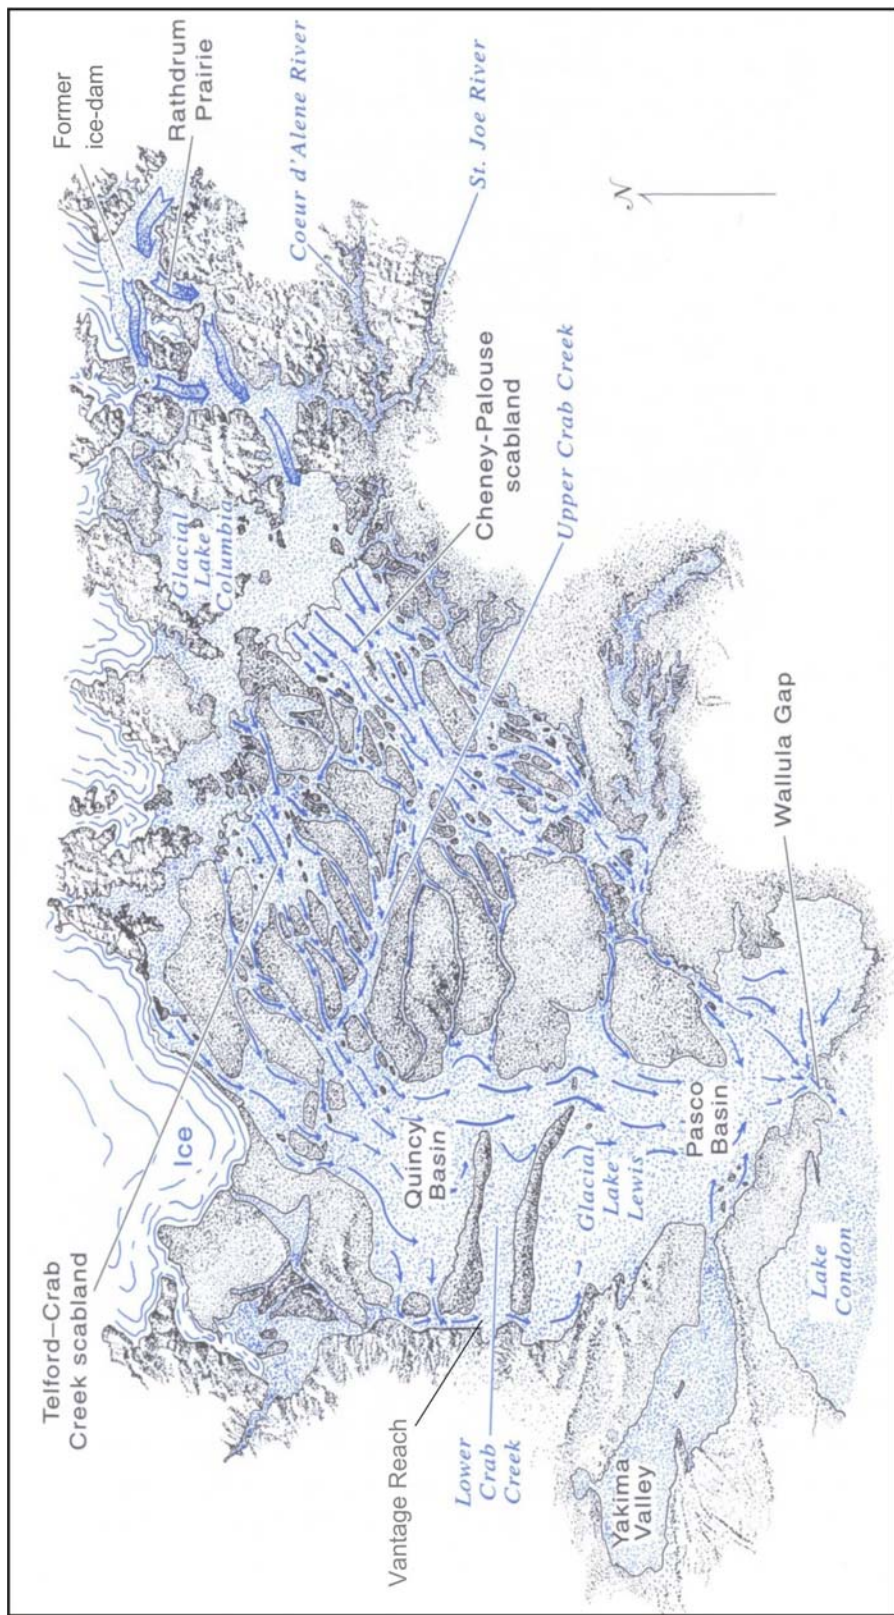 Former
ice-dam
Rathdrum
Prairie
Coeur d'Alene River
St. Joe River
N
Glacial
Lake
Columbia
Cheney-Palouse
scabland
Upper Crab Creek
Wallula Gap
Ice
Telford–Crab
Creek scabland
Quincy
Basin
Pasco
Basin
Glacial
Lake
Lewis
Lake
Condon
Vantage Reach
Lower
Crab
Creek
Yakima
Valley